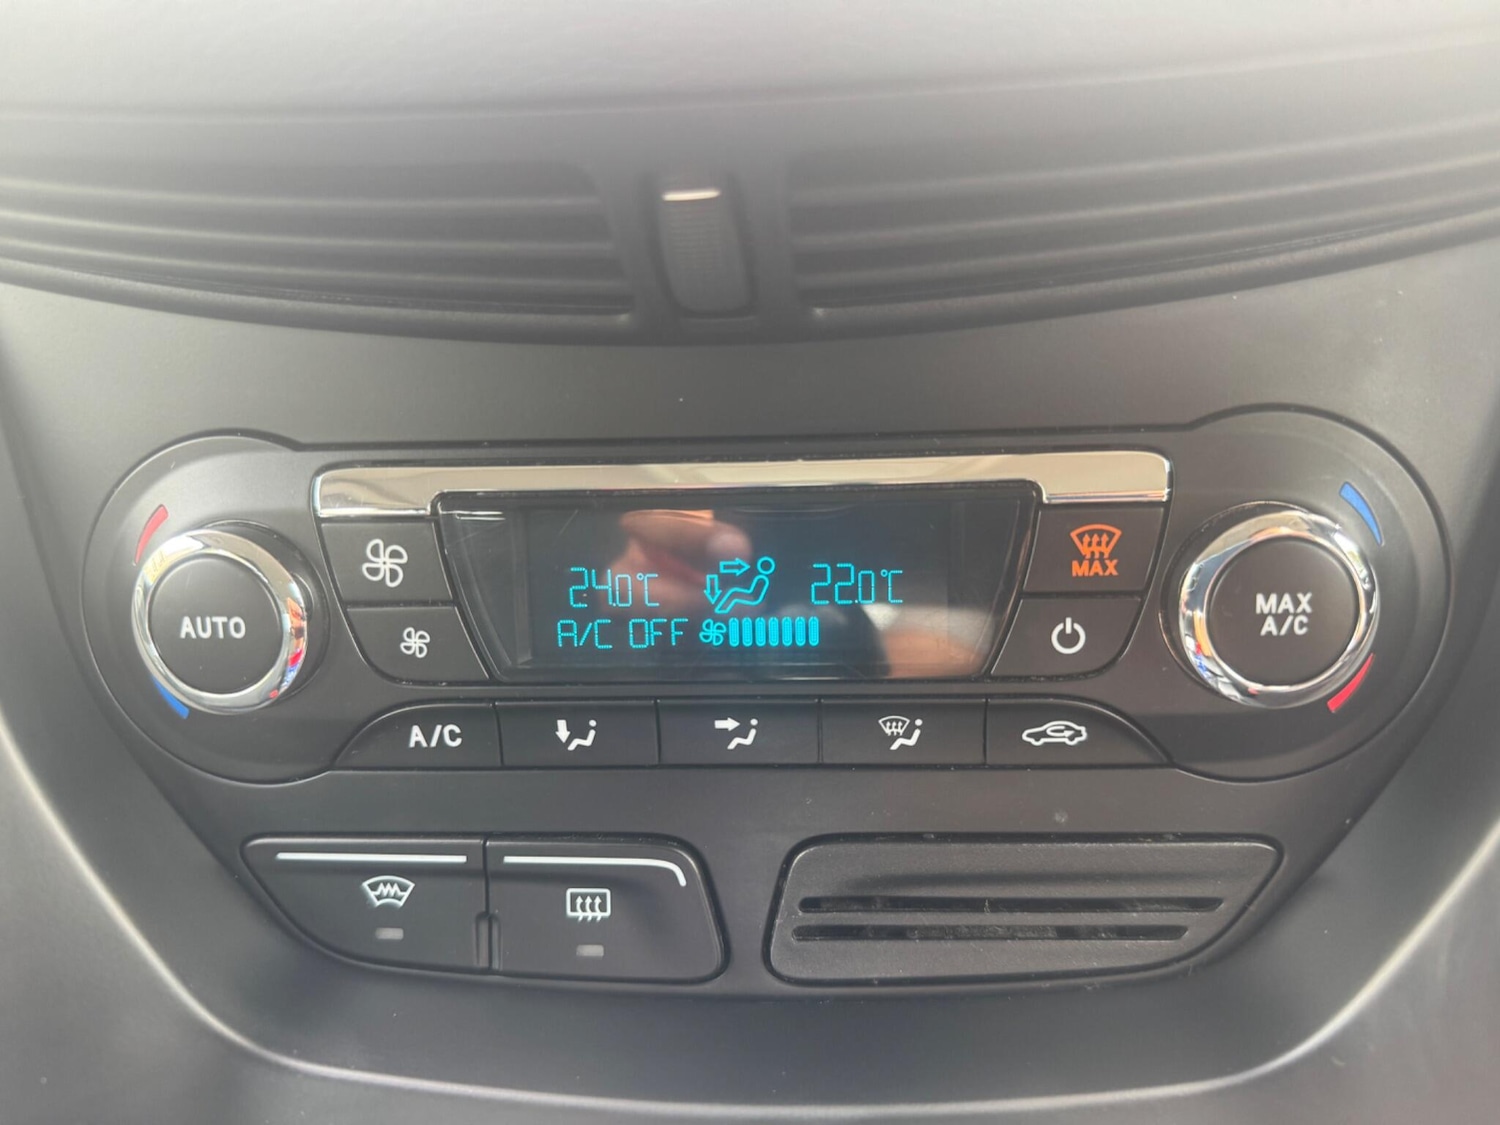 MAX
AUTO
24.0°C
22.0°C
A/C OFF
MAX
A/C
A/C